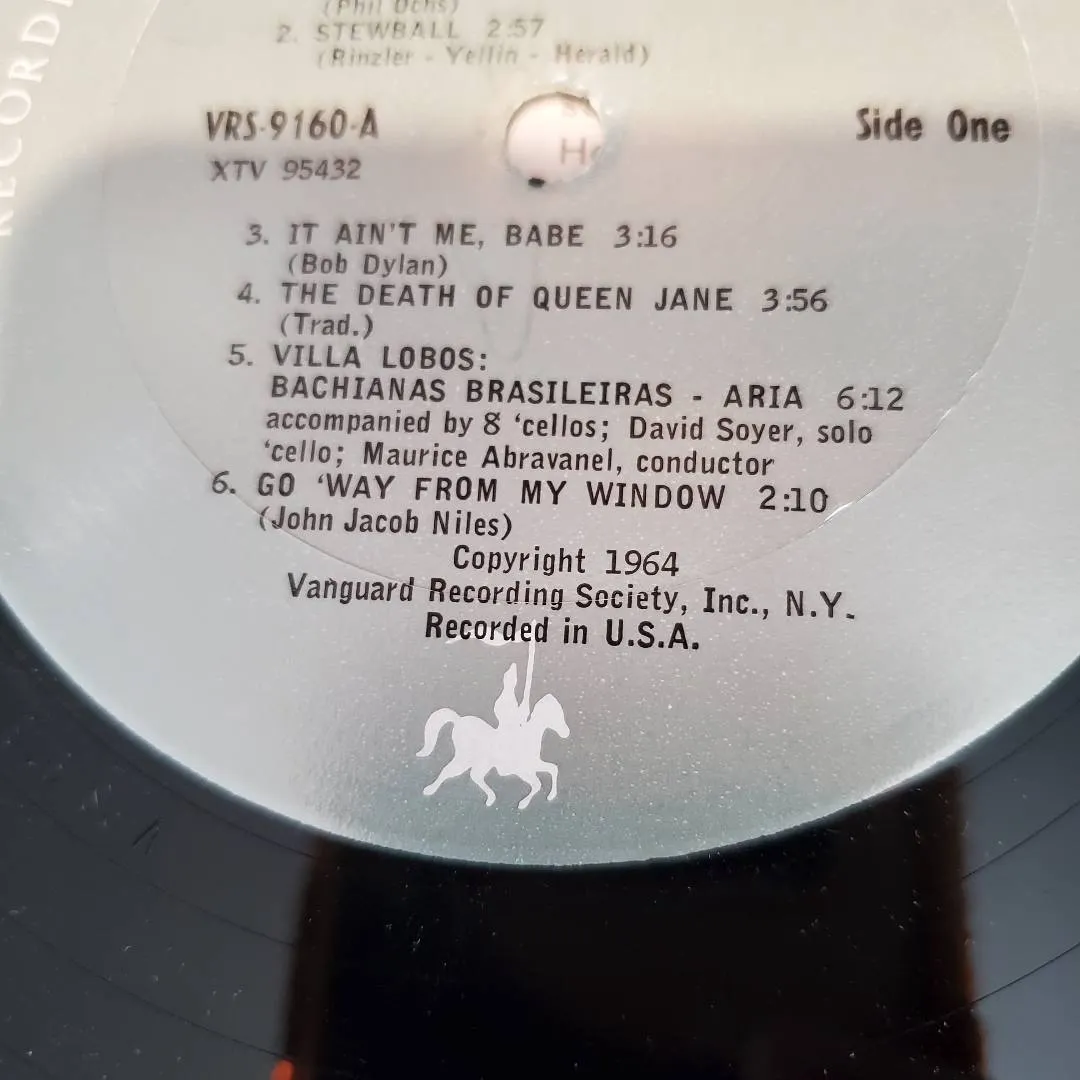 RECORDI
(Phil Ochs)
2. STEWBALL 2:57
(Rinzler - Yellin - Herald)
VRS-9160-A
Side One
XTV 95432
3. IT AIN'T ME, BABE 3:16
(Bob Dylan)
4. THE DEATH OF QUEEN JANE 3:56
(Trad.)
5. VILLA LOBOS:
BACHIANAS BRASILEIRAS - ARIA 6:12
accompanied by 8 'cellos; David Soyer, solo
'cello; Maurice Abravanel, conductor
6. GO 'WAY FROM MY WINDOW 2:10
(John Jacob Niles)
Copyright 1964
Vanguard Recording Society, Inc., N.Y.
Recorded in U.S.A.